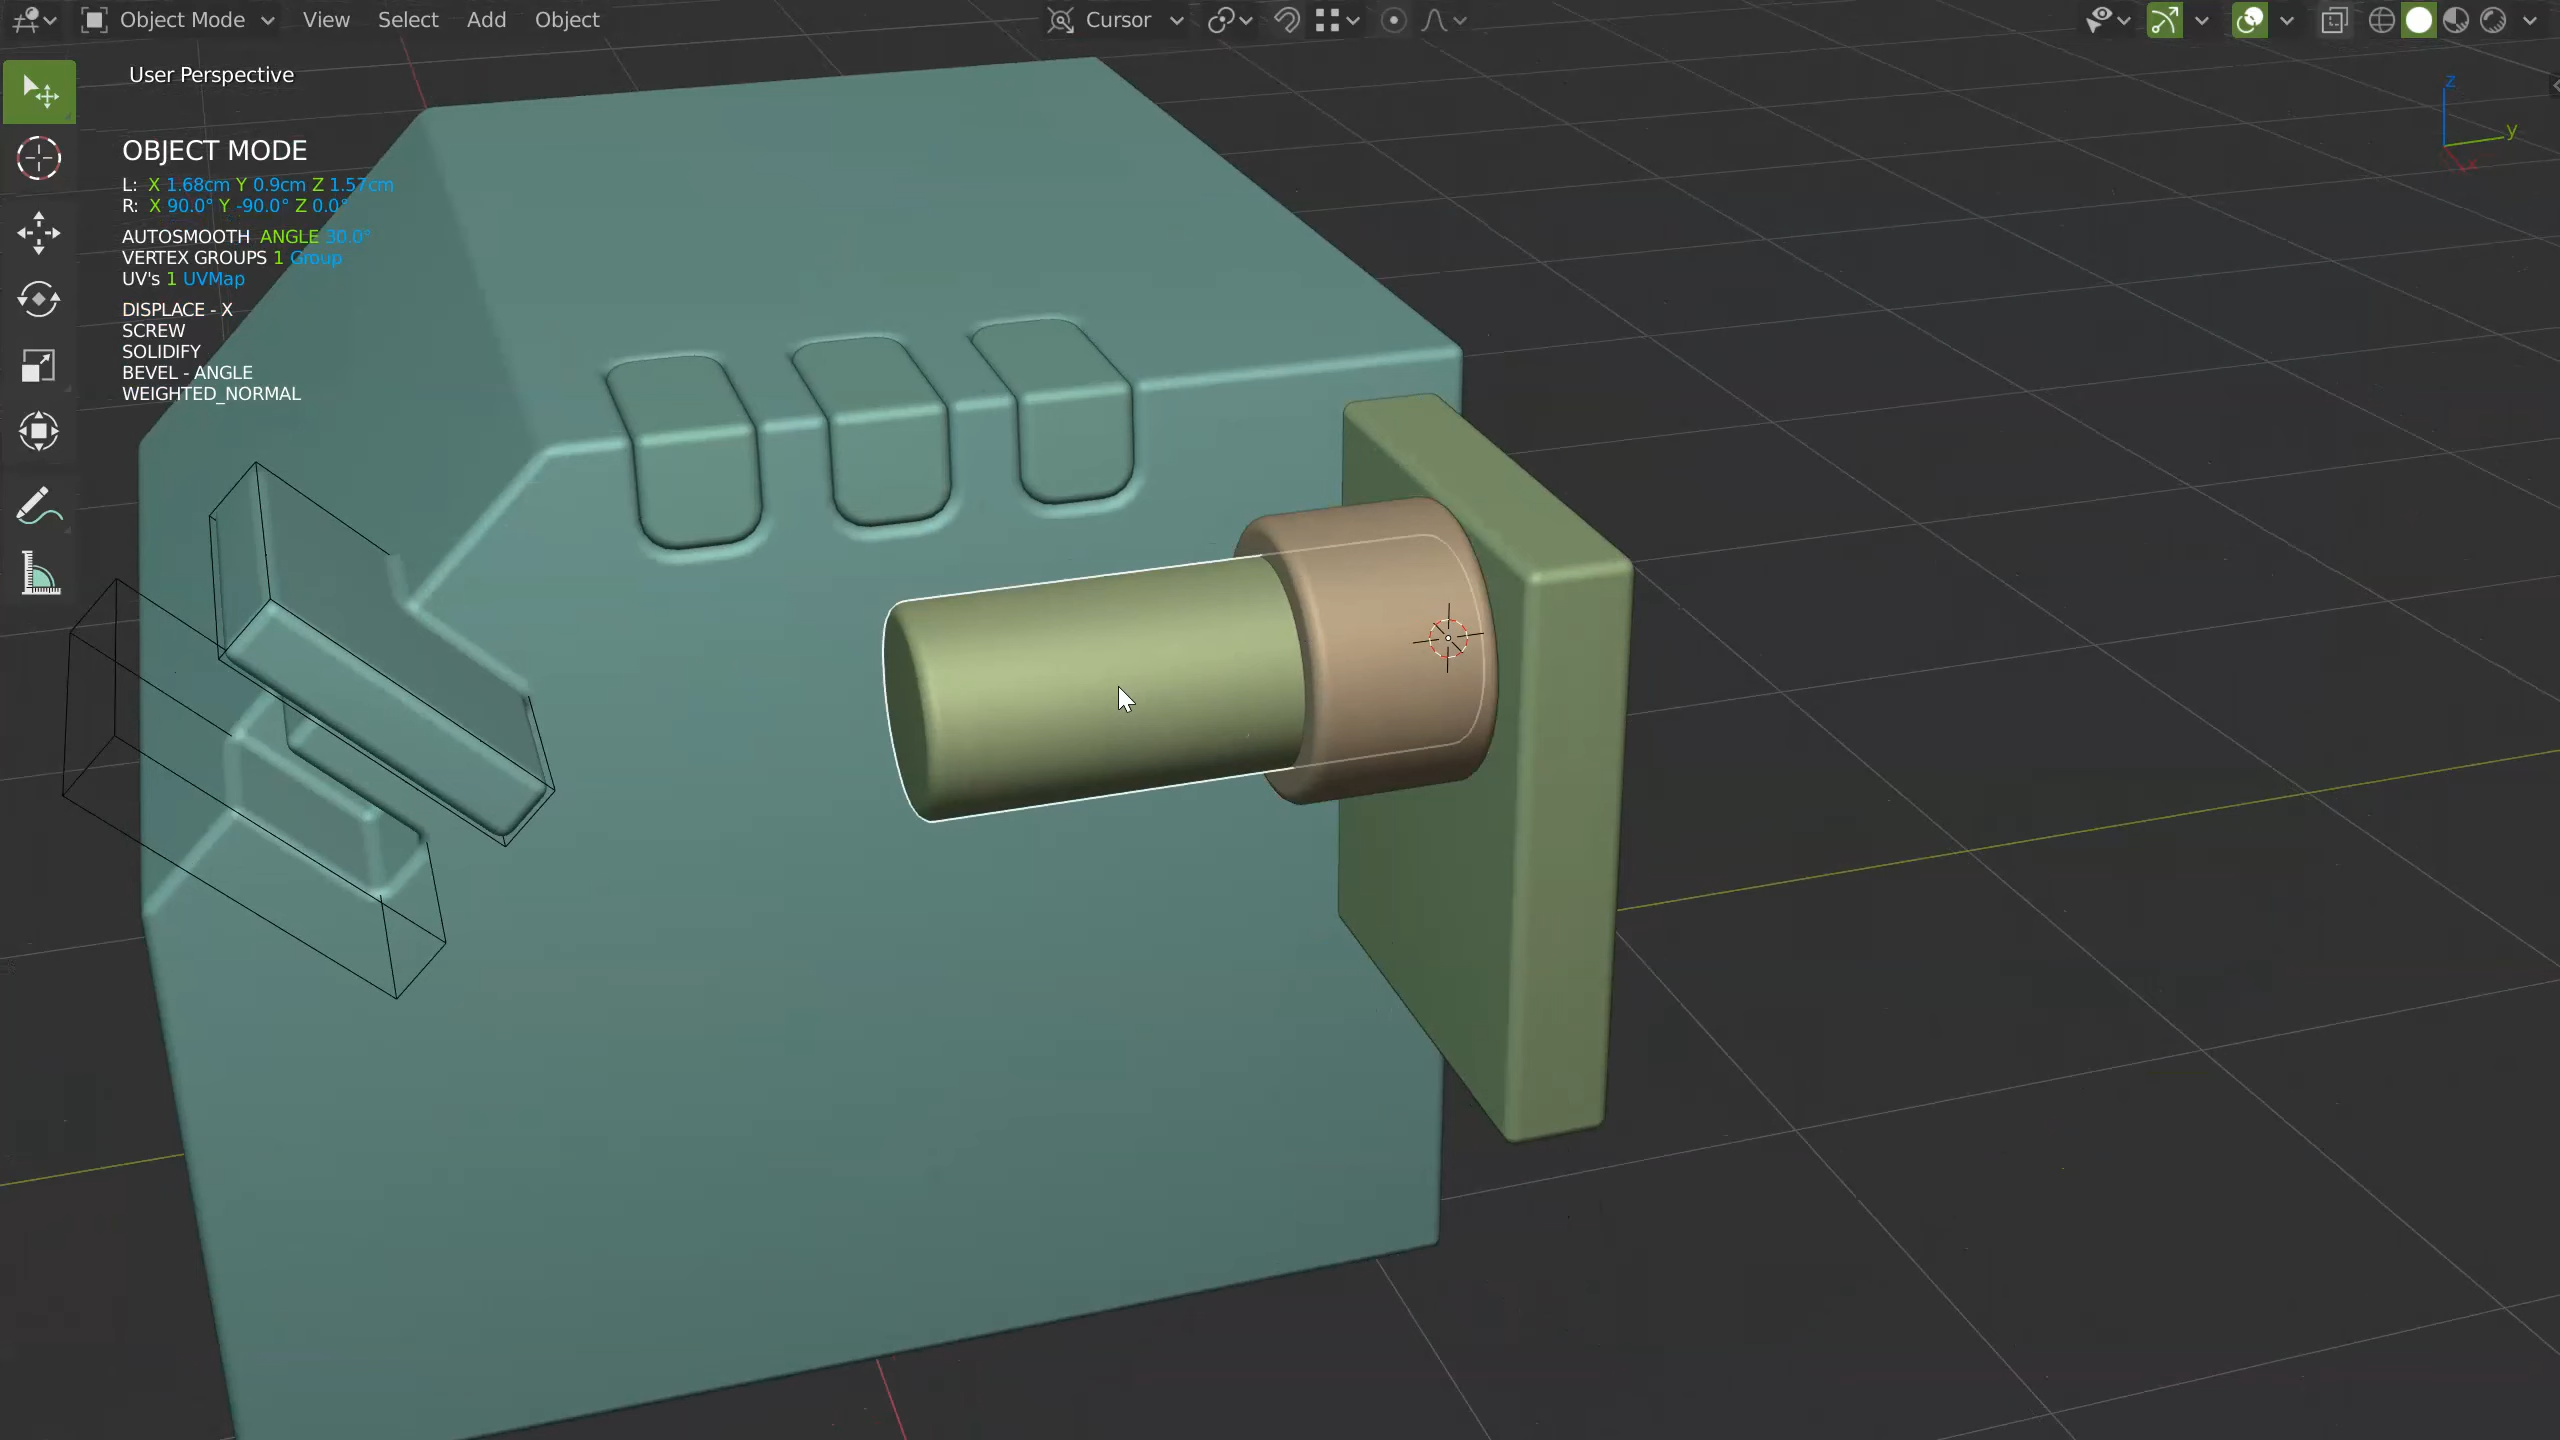 Object Mode View Select Add Object Cursor
User Perspective
z
y
x
OBJECT MODE
L: X 1.68cm Y 0.9cm Z 1.57cm
R: X 90.0° Y -90.0° Z 0.0°
AUTOSMOOTH ANGLE 30.0°
VERTEX GROUPS 1 Group
UV's 1 UVMap
DISPLACE - X
SCREW
SOLIDIFY
BEVEL - ANGLE
WEIGHTED_NORMAL